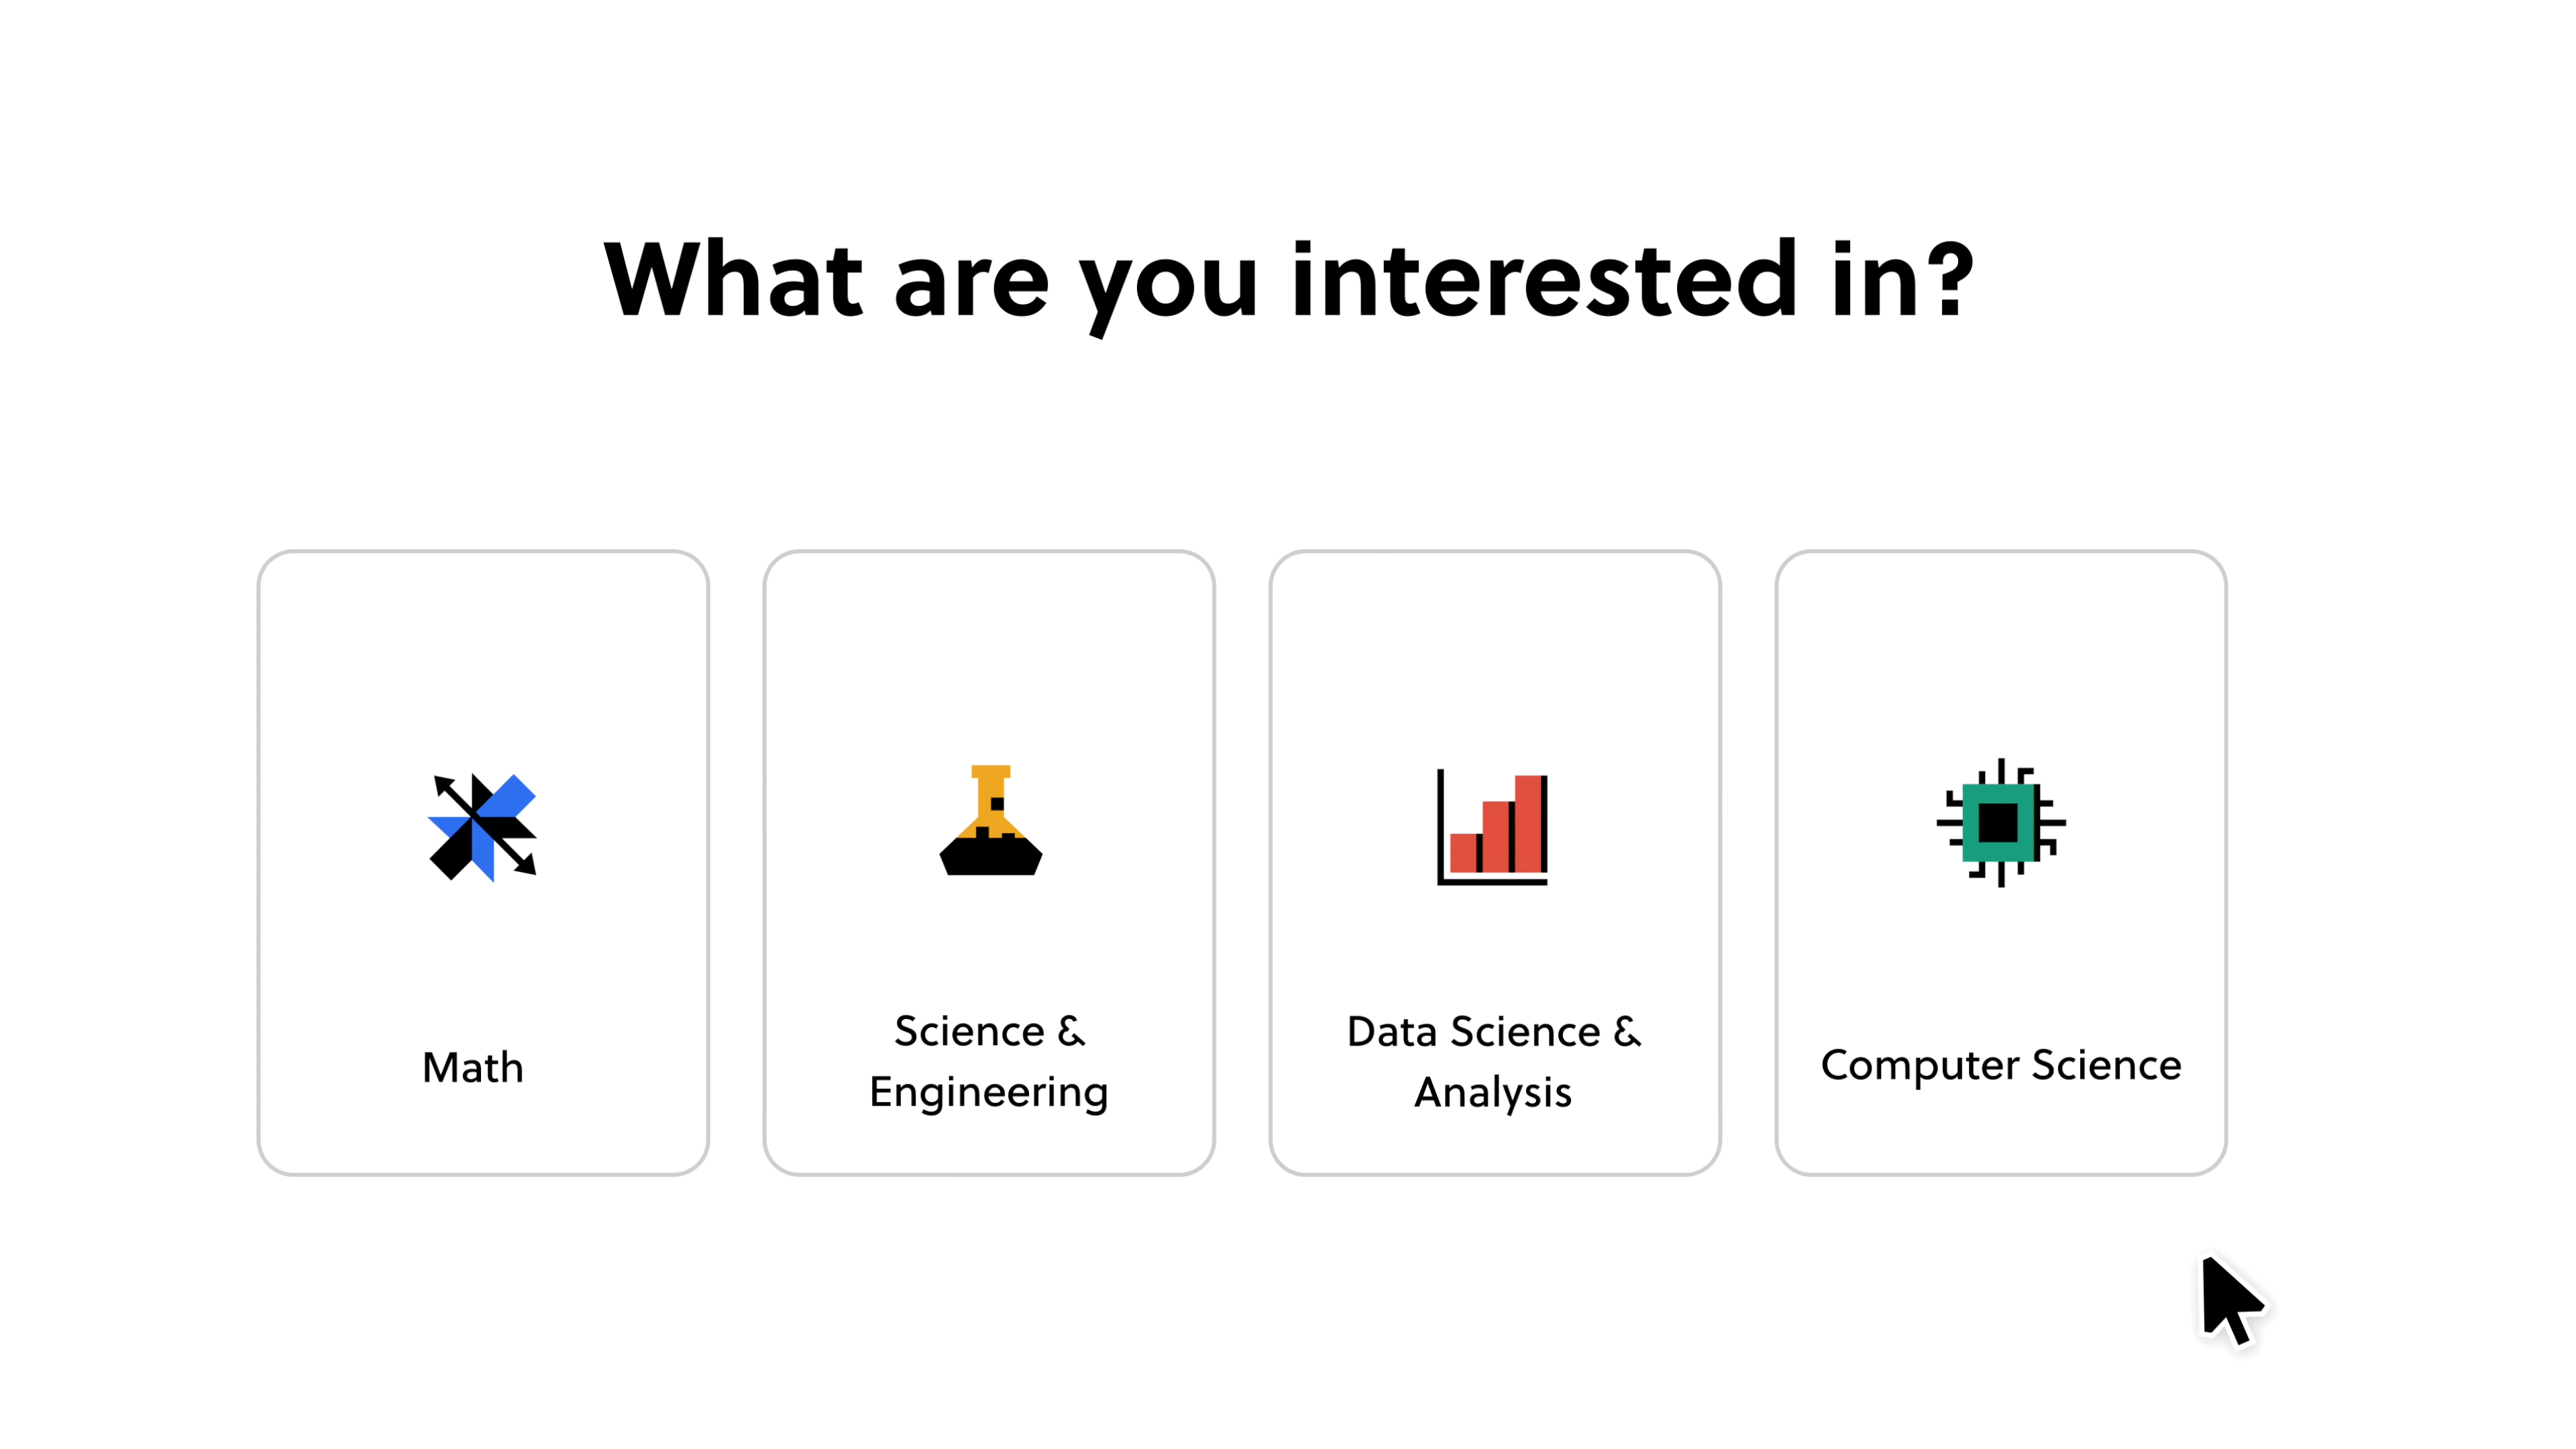 What are you interested in?
Math
Science &
Engineering
Data Science &
Analysis
Computer Science